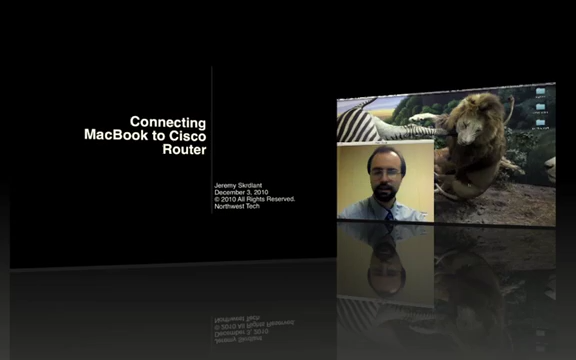 Connecting
MacBook to Cisco
Router
Jeremy Skrdlant
December 3, 2010
© 2010 All Rights Reserved.
Northwest Tech